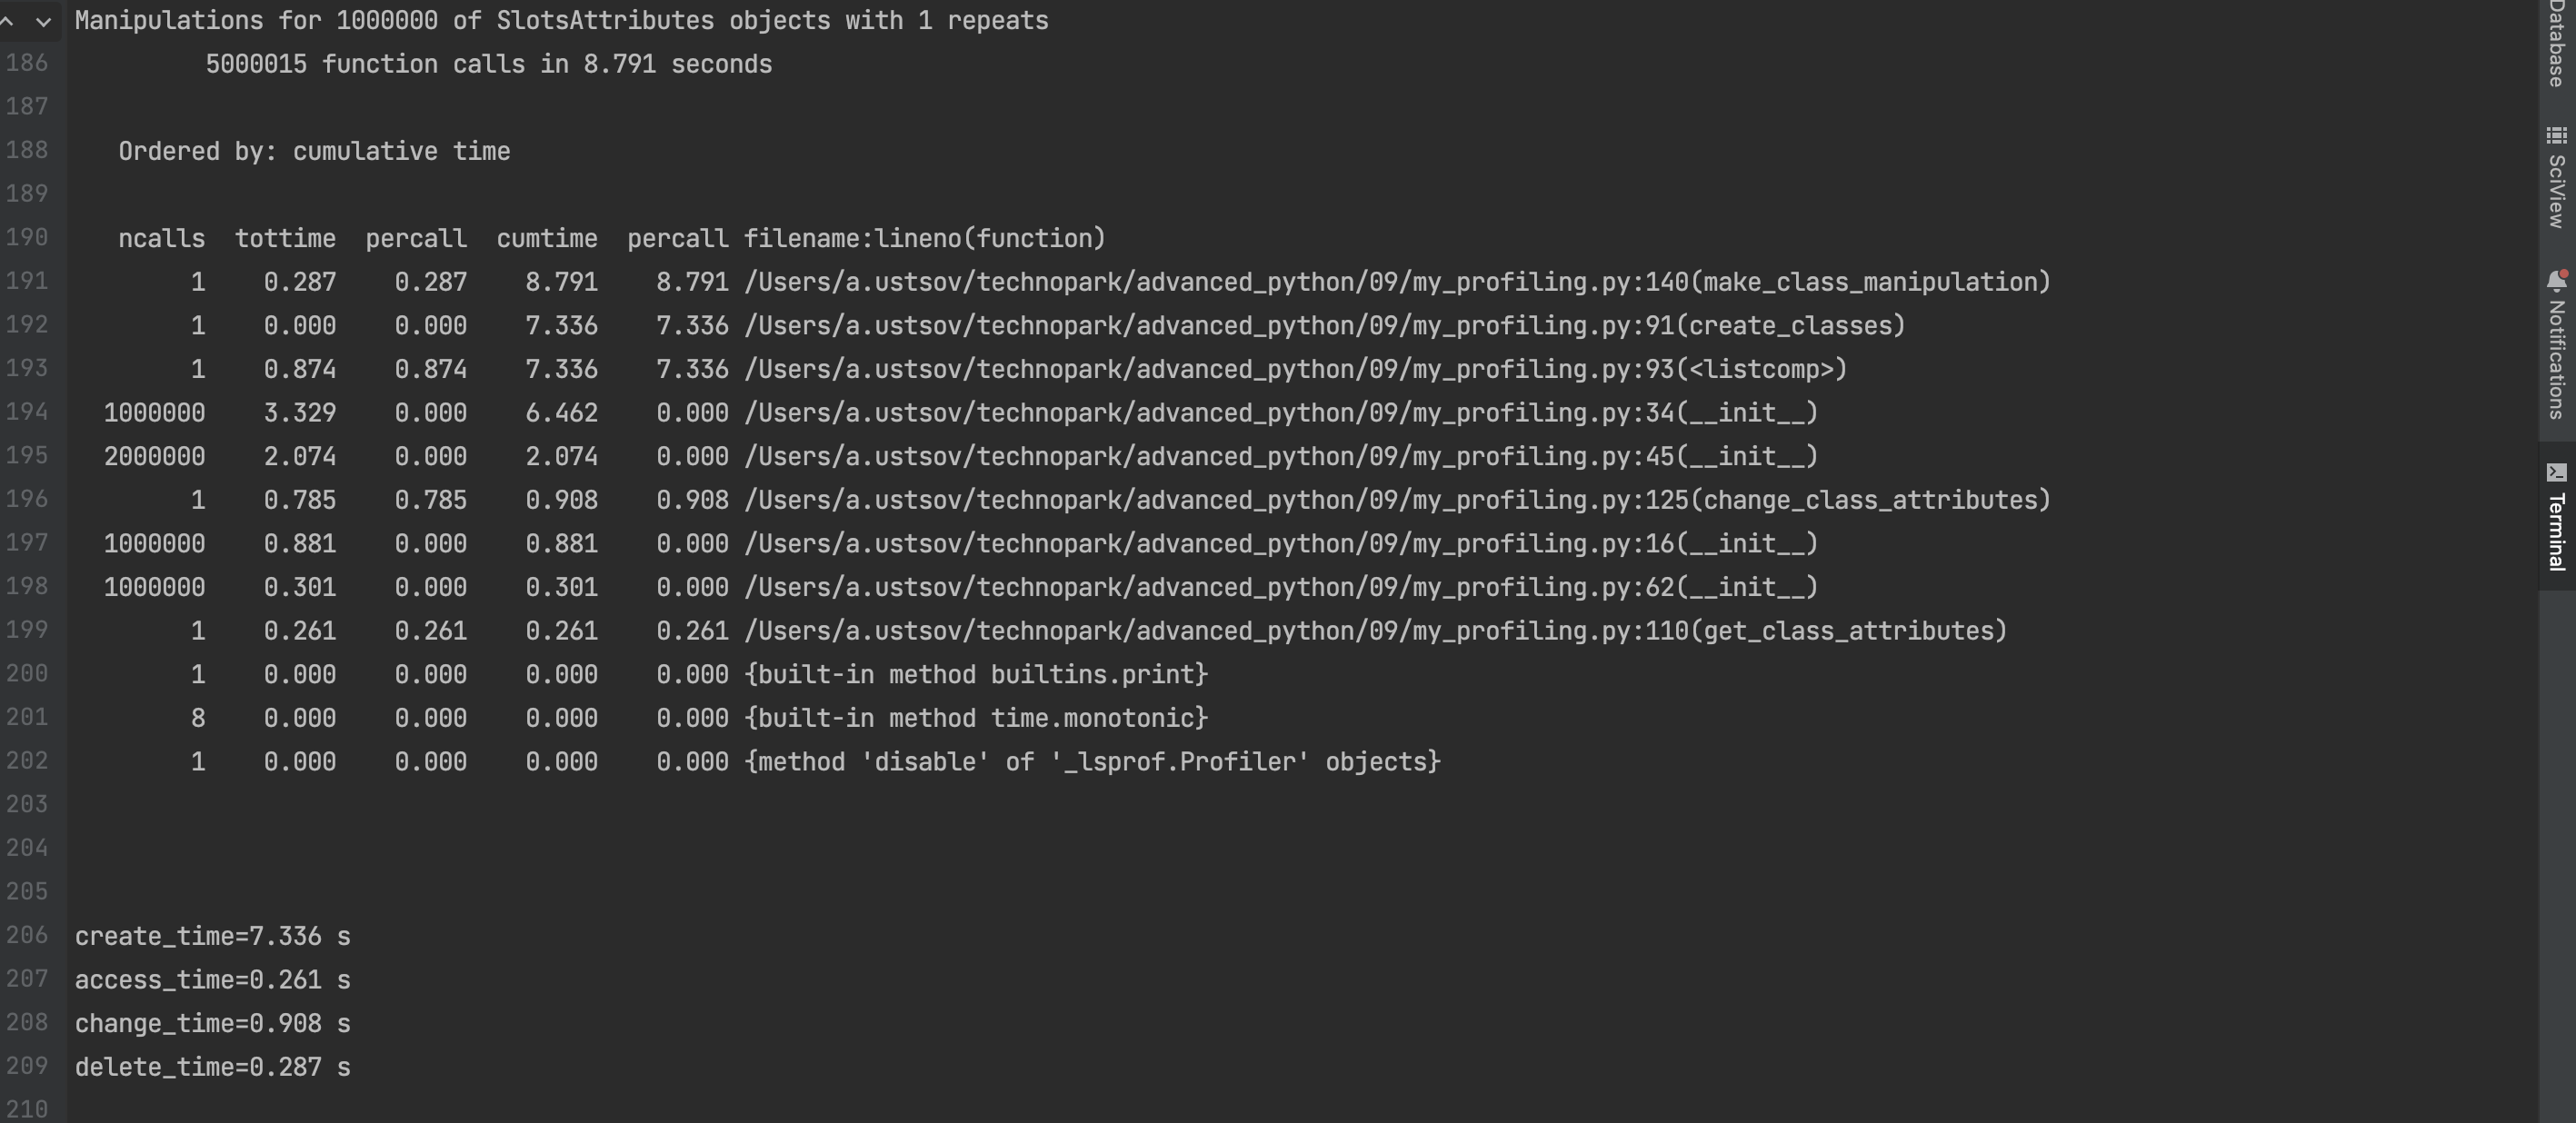 Manipulations for 1000000 of SlotsAttributes objects with 1 repeats
186          5000015 function calls in 8.791 seconds
187
188    Ordered by: cumulative time
189
190    ncalls  tottime  percall  cumtime  percall filename:lineno(function)
191         1    0.287    0.287    8.791    8.791 /Users/a.ustsov/technopark/advanced_python/09/my_profiling.py:140(make_class_manipulation)
192         1    0.000    0.000    7.336    7.336 /Users/a.ustsov/technopark/advanced_python/09/my_profiling.py:91(create_classes)
193         1    0.874    0.874    7.336    7.336 /Users/a.ustsov/technopark/advanced_python/09/my_profiling.py:93(<listcomp>)
194   1000000    3.329    0.000    6.462    0.000 /Users/a.ustsov/technopark/advanced_python/09/my_profiling.py:34(__init__)
195   2000000    2.074    0.000    2.074    0.000 /Users/a.ustsov/technopark/advanced_python/09/my_profiling.py:45(__init__)
196         1    0.785    0.785    0.908    0.908 /Users/a.ustsov/technopark/advanced_python/09/my_profiling.py:125(change_class_attributes)
197   1000000    0.881    0.000    0.881    0.000 /Users/a.ustsov/technopark/advanced_python/09/my_profiling.py:16(__init__)
198   1000000    0.301    0.000    0.301    0.000 /Users/a.ustsov/technopark/advanced_python/09/my_profiling.py:62(__init__)
199         1    0.261    0.261    0.261    0.261 /Users/a.ustsov/technopark/advanced_python/09/my_profiling.py:110(get_class_attributes)
200         1    0.000    0.000    0.000    0.000 {built-in method builtins.print}
201         8    0.000    0.000    0.000    0.000 {built-in method time.monotonic}
202         1    0.000    0.000    0.000    0.000 {method 'disable' of '_lsprof.Profiler' objects}
203
204
205
206 create_time=7.336 s
207 access_time=0.261 s
208 change_time=0.908 s
209 delete_time=0.287 s
210
Database
SciView
Notifications
Terminal